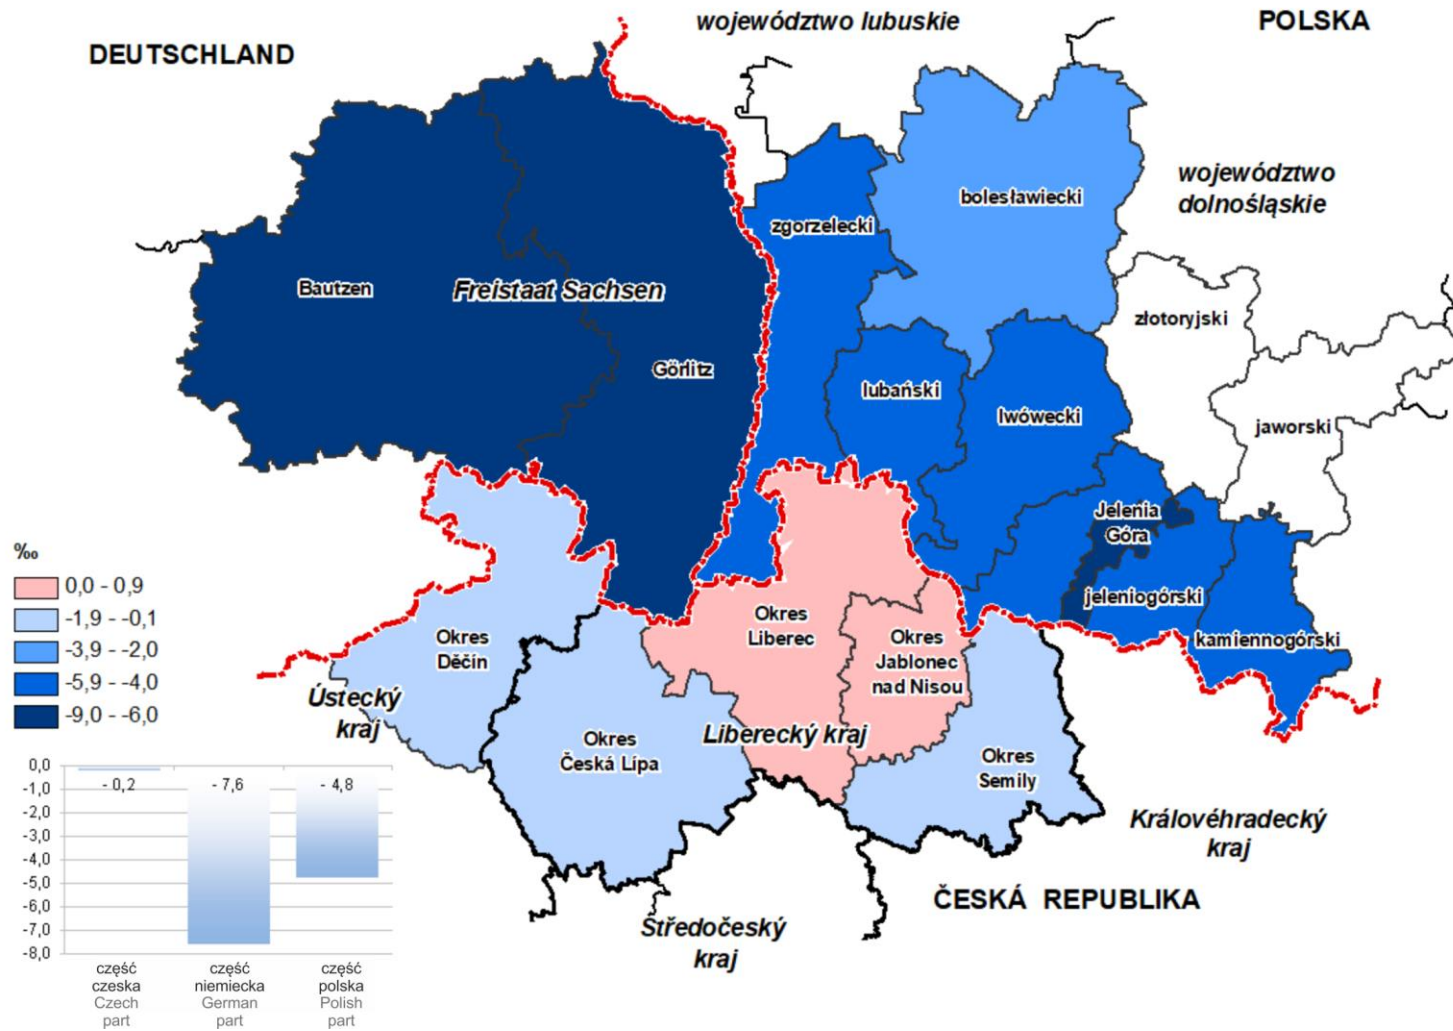 DEUTSCHLAND
województwo lubuskie
POLSKA
województwo
dolnośląskie
bolesławiecki
zgorzelecki
Bautzen
Freistaat Sachsen
Görlitz
złotoryjski
lubański
lwówecki
jaworski
Jelenia
Góra
jeleniogórski
kamiennogórski
Okres
Liberec
Okres
Jablonec
nad Nisou
Okres
Děčín
Ústecký
kraj
Okres
Česká Lípa
Liberecký kraj
Okres
Semily
Královéhradecký
kraj
ČESKÁ REPUBLIKA
Středočeský
kraj
‰
0,0 - 0,9
-1,9 - -0,1
-3,9 - -2,0
-5,9 - -4,0
-9,0 - -6,0
0,0
-1,0
-2,0
-3,0
-4,0
-5,0
-6,0
-7,0
-8,0
- 0,2
- 7,6
- 4,8
część
czeska
Czech
part
część
niemiecka
German
part
część
polska
Polish
part